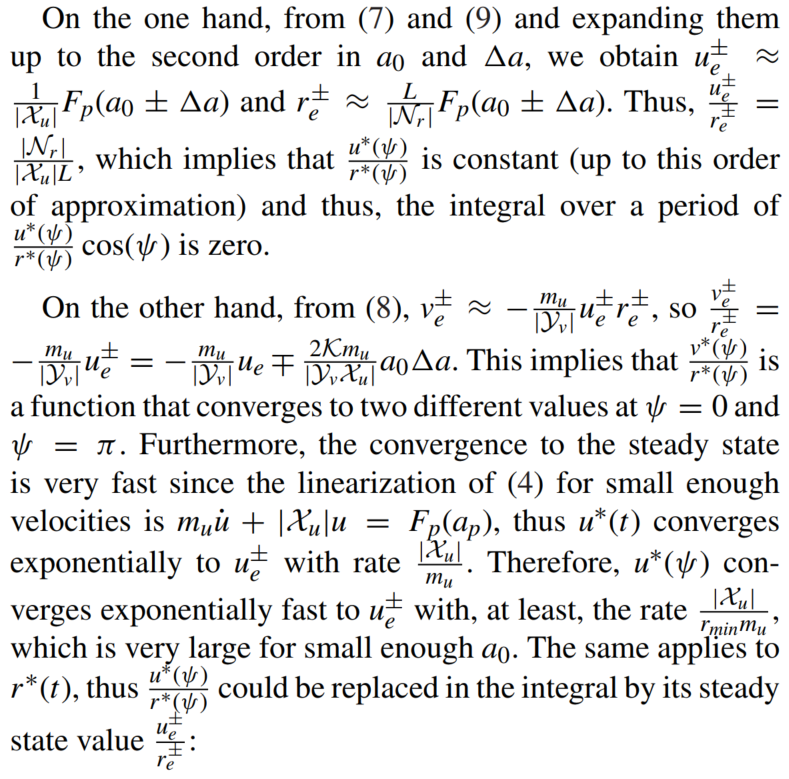 On the one hand, from (7) and (9) and expanding them
up to the second order in $a_0$ and $\Delta a$, we obtain $u_e^{\pm} \approx$
$\frac{1}{|\mathcal{X}_u|} F_p(a_0 \pm \Delta a)$ and $r_e^{\pm} \approx \frac{L}{|\mathcal{N}_r|} F_p(a_0 \pm \Delta a)$. Thus, $\frac{u_e^{\pm}}{r_e^{\pm}} =$
$\frac{|\mathcal{N}_r|}{|\mathcal{X}_u| L}$, which implies that $\frac{u^*(\psi)}{r^*(\psi)}$ is constant (up to this order
of approximation) and thus, the integral over a period of
$\frac{u^*(\psi)}{r^*(\psi)} \cos(\psi)$ is zero.
On the other hand, from (8), $v_e^{\pm} \approx -\frac{m_u}{|\mathcal{Y}_v|} u_e^{\pm} r_e^{\pm}$, so $\frac{v_e^{\pm}}{r_e^{\pm}} =$
$-\frac{m_u}{|\mathcal{Y}_v|} u_e^{\pm} = -\frac{m_u}{|\mathcal{Y}_v|} u_e \mp \frac{2\mathcal{K} m_u}{|\mathcal{Y}_v \mathcal{X}_u|} a_0 \Delta a$. This implies that $\frac{v^*(\psi)}{r^*(\psi)}$ is
a function that converges to two different values at $\psi = 0$ and
$\psi = \pi$. Furthermore, the convergence to the steady state
is very fast since the linearization of (4) for small enough
velocities is $m_u \dot{u} + |\mathcal{X}_u| u = F_p(a_p)$, thus $u^*(t)$ converges
exponentially to $u_e^{\pm}$ with rate $\frac{|\mathcal{X}_u|}{m_u}$. Therefore, $u^*(\psi)$ con-
verges exponentially fast to $u_e^{\pm}$ with, at least, the rate $\frac{|\mathcal{X}_u|}{r_{min} m_u}$,
which is very large for small enough $a_0$. The same applies to
$r^*(t)$, thus $\frac{u^*(\psi)}{r^*(\psi)}$ could be replaced in the integral by its steady
state value $\frac{u_e^{\pm}}{r_e^{\pm}}$: